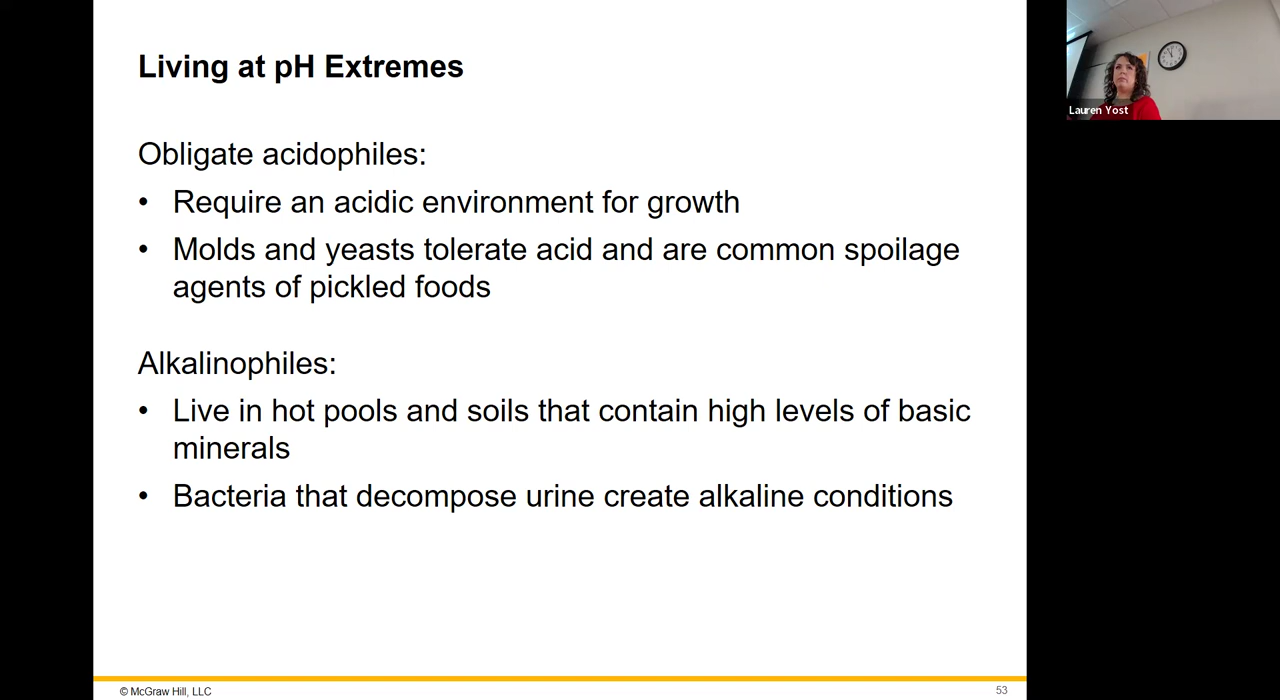 Living at pH Extremes
Obligate acidophiles:
• Require an acidic environment for growth
• Molds and yeasts tolerate acid and are common spoilage
agents of pickled foods
Alkalinophiles:
• Live in hot pools and soils that contain high levels of basic
minerals
• Bacteria that decompose urine create alkaline conditions
© McGraw Hill, LLC
53
Lauren Yost